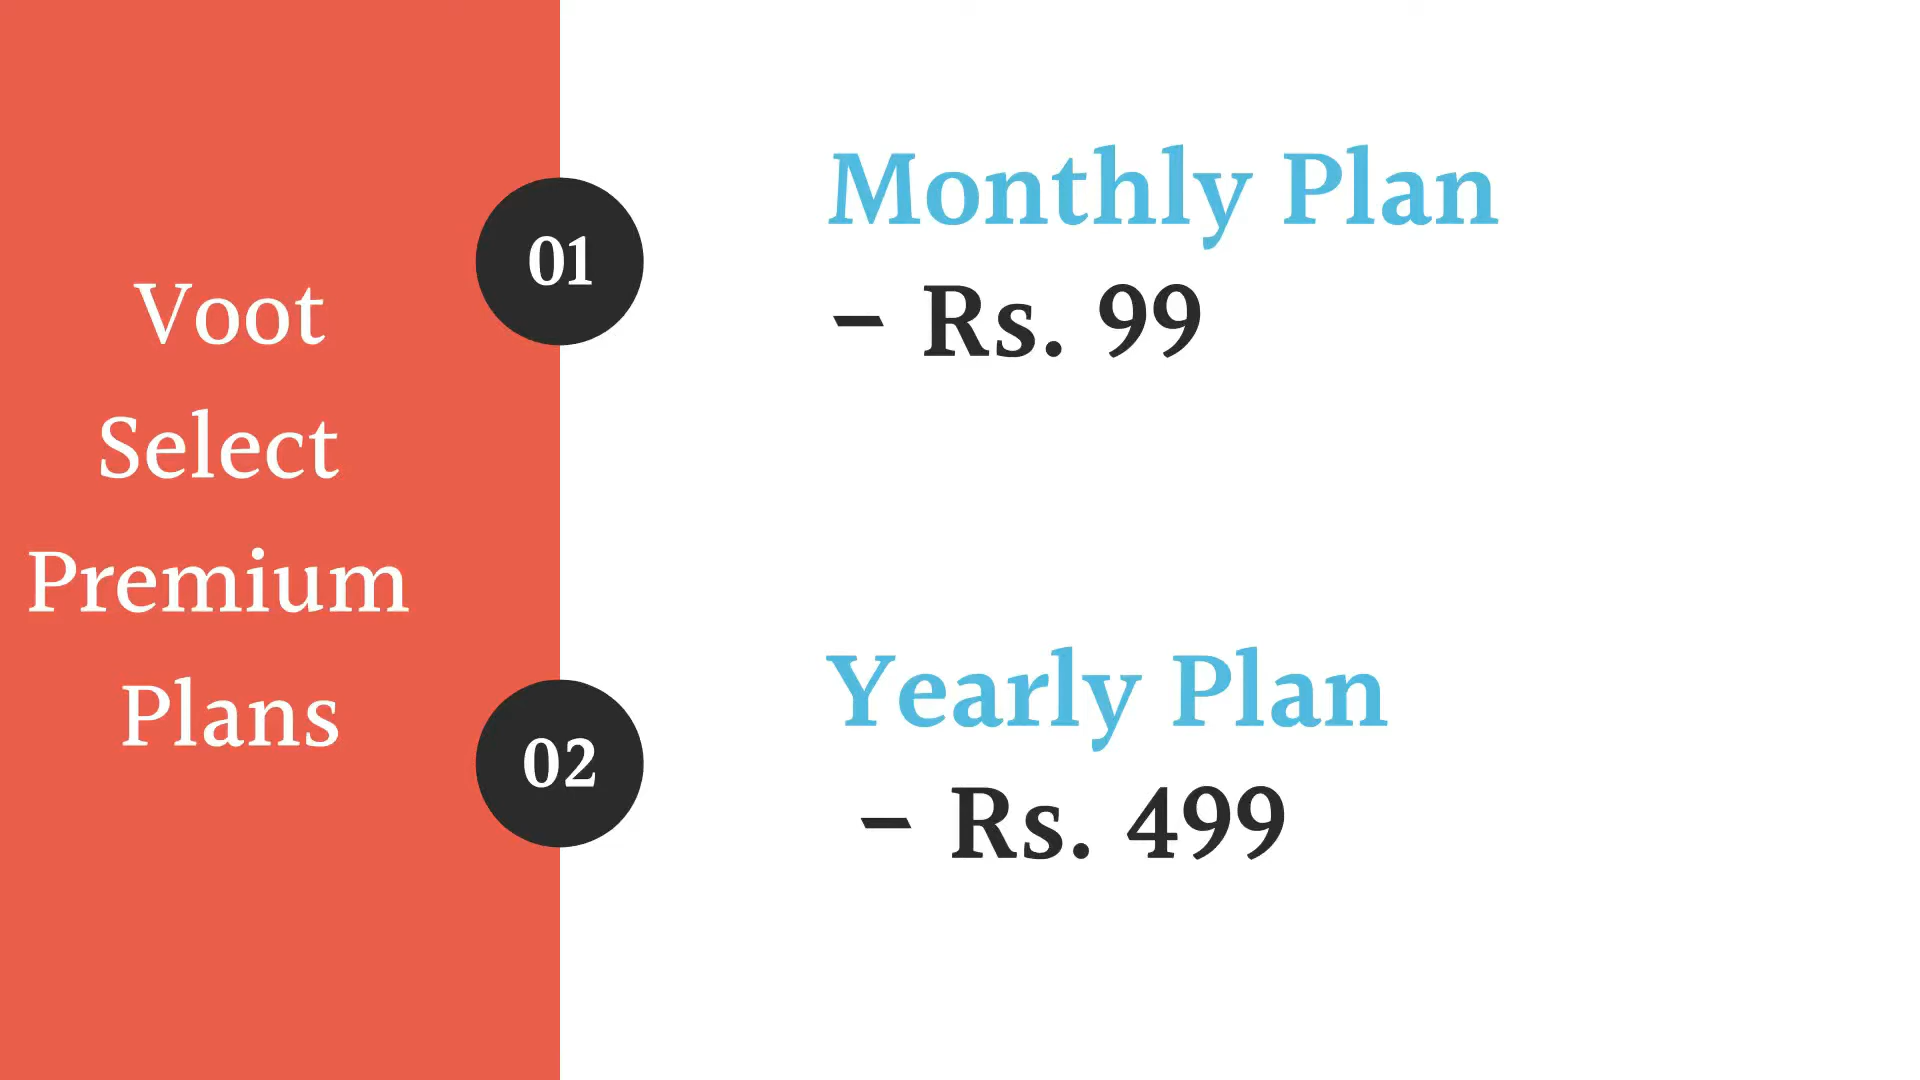 Voot
Select
Premium
Plans
01
Monthly Plan
– Rs. 99
02
Yearly Plan
– Rs. 499